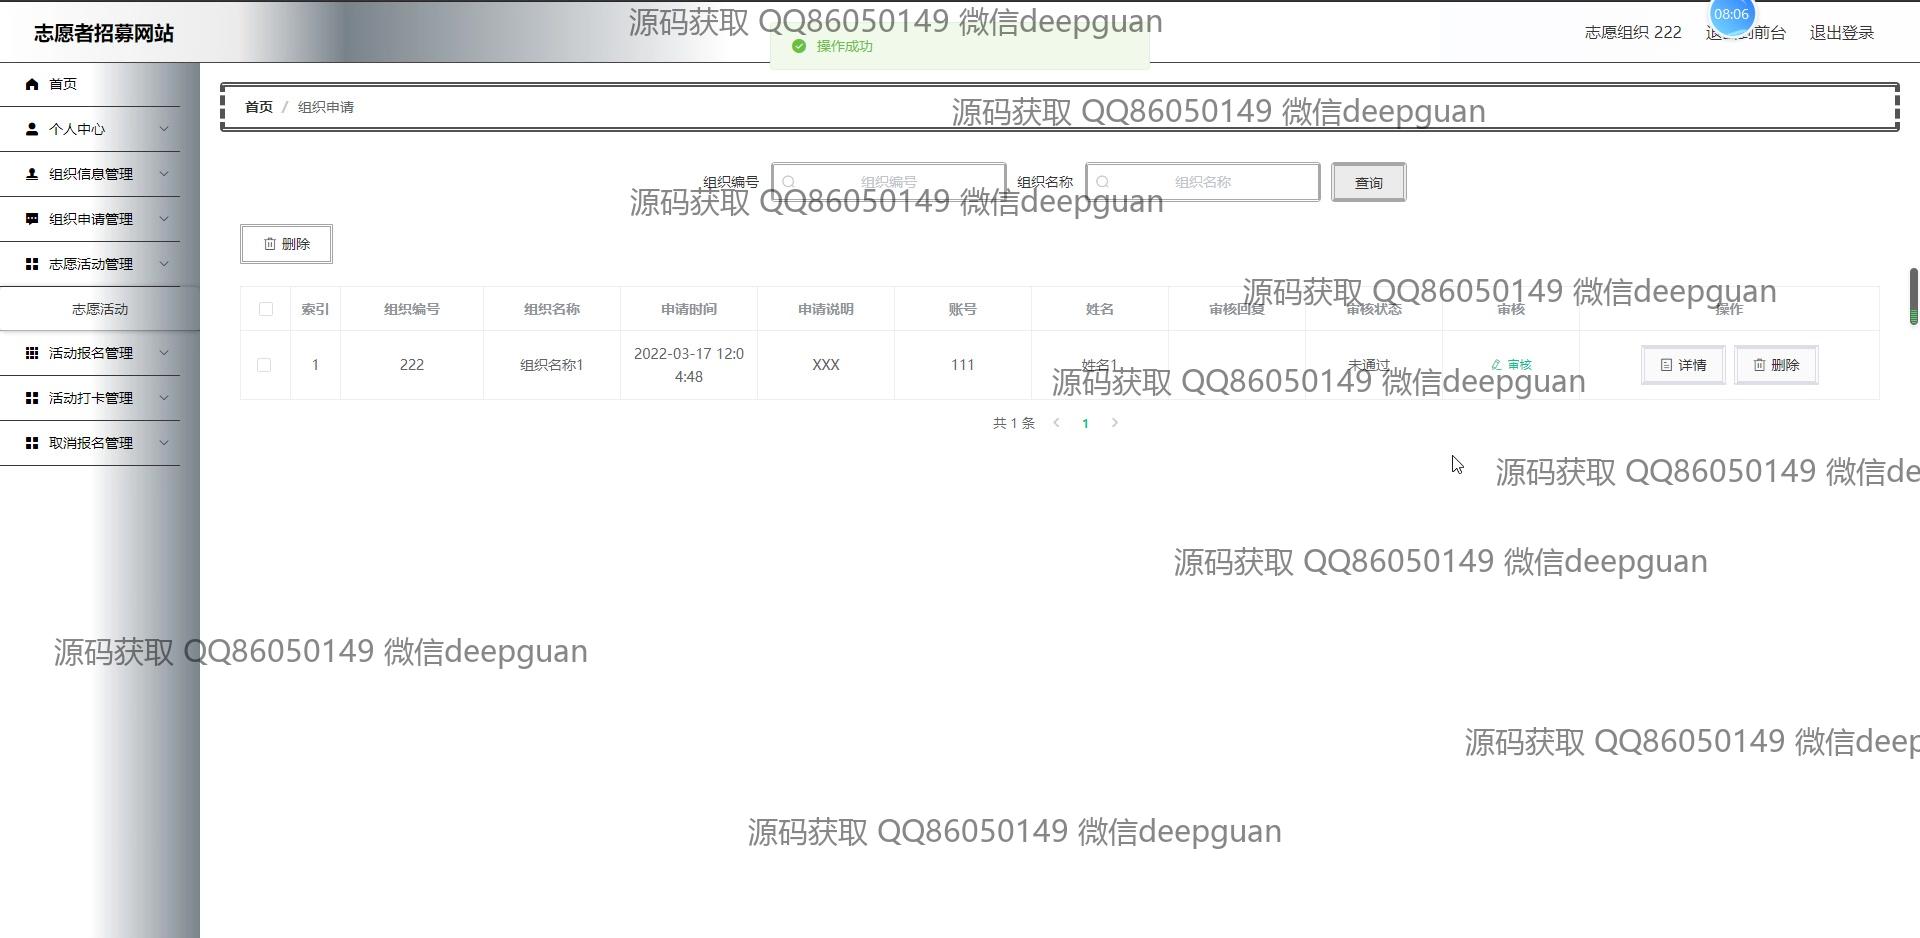 志愿者招募网站
源码获取 QQ86050149 微信deepguan
操作成功
志愿组织 222
退出到前台
08:06
退出登录
首页
个人中心
组织信息管理
组织申请管理
志愿活动管理
志愿活动
活动报名管理
活动打卡管理
取消报名管理
首页 / 组织申请
源码获取 QQ86050149 微信deepguan
组织编号 组织编号 组织名称 组织名称 查询
源码获取 QQ86050149 微信deepguan
删除
源码获取 QQ86050149 微信deepguan
索引 组织编号 组织名称 申请时间 申请说明 账号 姓名 审核回复 审核状态 审核 操作
1 222 组织名称1 2022-03-17 12:0 XXX 111 姓名1 未通过 审核 详情 删除
4:48
源码获取 QQ86050149 微信deepguan
共 1 条 1
源码获取 QQ86050149 微信de
源码获取 QQ86050149 微信deepguan
源码获取 QQ86050149 微信deepguan
源码获取 QQ86050149 微信deep
源码获取 QQ86050149 微信deepguan